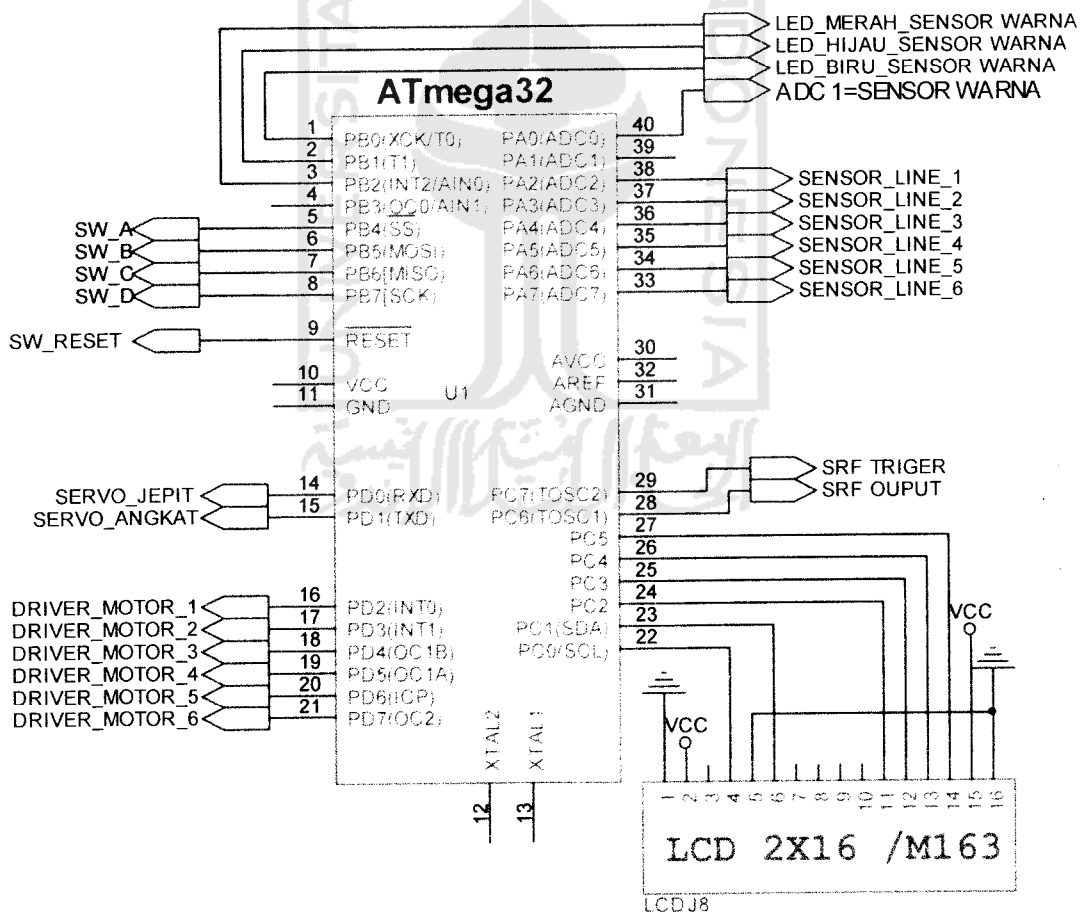 LED_MERAH_SENSOR WARNA
LED_HIJAU_SENSOR WARNA
LED_BIRU_SENSOR WARNA
ADC 1=SENSOR WARNA
ATmega32
1 PB0(XCK/T0) PA0(ADC0) 40
2 PB1(T1) PA1(ADC1) 39
3 PB2(INT2/AIN0) PA2(ADC2) 38 SENSOR_LINE_1
4 PB3(OC0/AIN1) PA3(ADC3) 37 SENSOR_LINE_2
SW_A 5 PB4(SS) PA4(ADC4) 36 SENSOR_LINE_3
SW_B 6 PB5(MOSI) PA5(ADC5) 35 SENSOR_LINE_4
SW_C 7 PB6[MISO) PA6(ADC6) 34 SENSOR_LINE_5
SW_D 8 PB7[SCK) PA7(ADC7) 33 SENSOR_LINE_6
SW_RESET 9 RESET
AVCC 30
10 VCC AREF 32
11 GND U1 AGND 31
SRF TRIGER
SRF OUPUT
SERVO_JEPIT 14 PD0(RXD) PC7(TOSC2) 29
SERVO_ANGKAT 15 PD1(TXD) PC6(TOSC1) 28
PC5 27
PC4 26
PC3 25
DRIVER_MOTOR_1 16 PD2(INT0) PC2 24
DRIVER_MOTOR_2 17 PD3(INT1) PC1(SDA) 23
DRIVER_MOTOR_3 18 PD4(OC1B) PC0(SCL) 22
DRIVER_MOTOR_4 19 PD5(OC1A)
DRIVER_MOTOR_5 20 PD6(ICP)
DRIVER_MOTOR_6 21 PD7(OC2)
XTAL2 XTAL1
12 13
VCC
VCC
1 2 3 4 5 6 7 8 9 10 11 12 13 14 15 16
LCD 2X16 /M163
LCDJ8